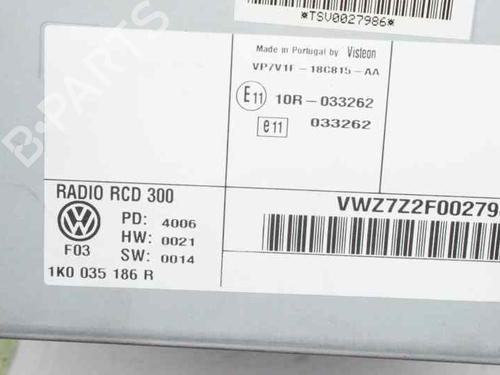 *TSV0027986*
Made in Portugal by Visteon
VP7V1F-18C815-AA
E11 10R-033262
e11 033262
RADIO RCD 300
VWZ7Z2F00279
PD: 4006
F03 HW: 0021
SW: 0014
1K0 035 186 R
B-PARTS